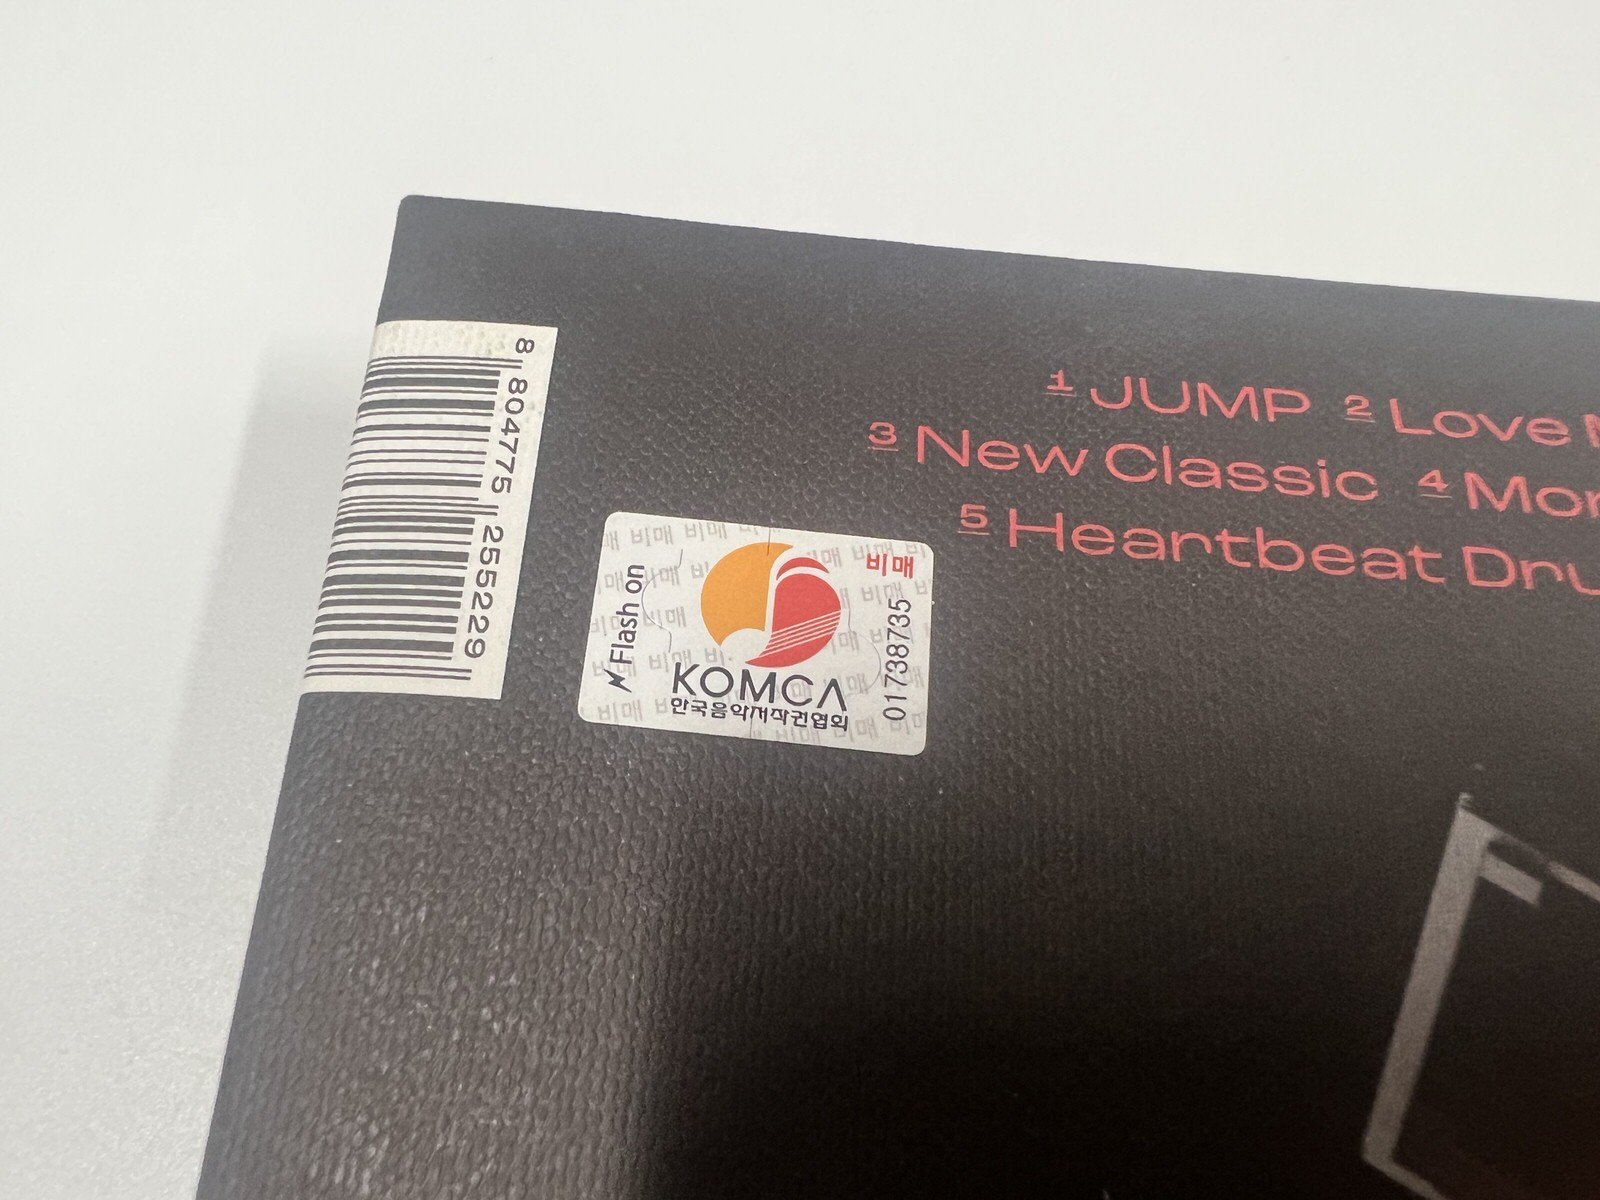 8 804775 255229
1 JUMP 2 Love
3 New Classic 4
5 Heartbeat
Flash on
비매
KOMCA
한국음악저작권협회
01738735